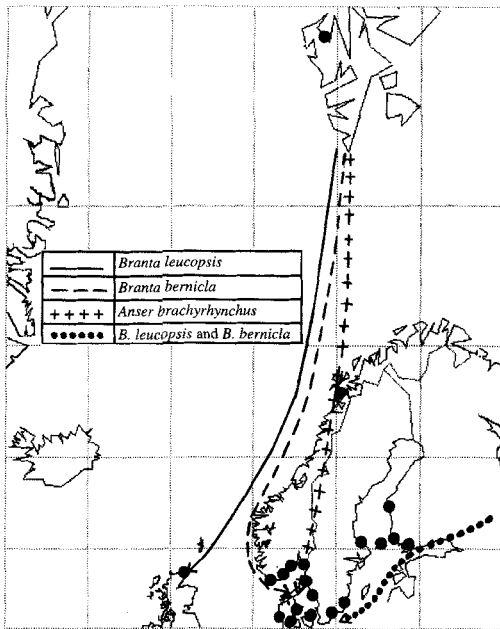 Branta leucopsis
Branta bernicla
Anser brachyrhynchus
B. leucopsis and B. bernicla